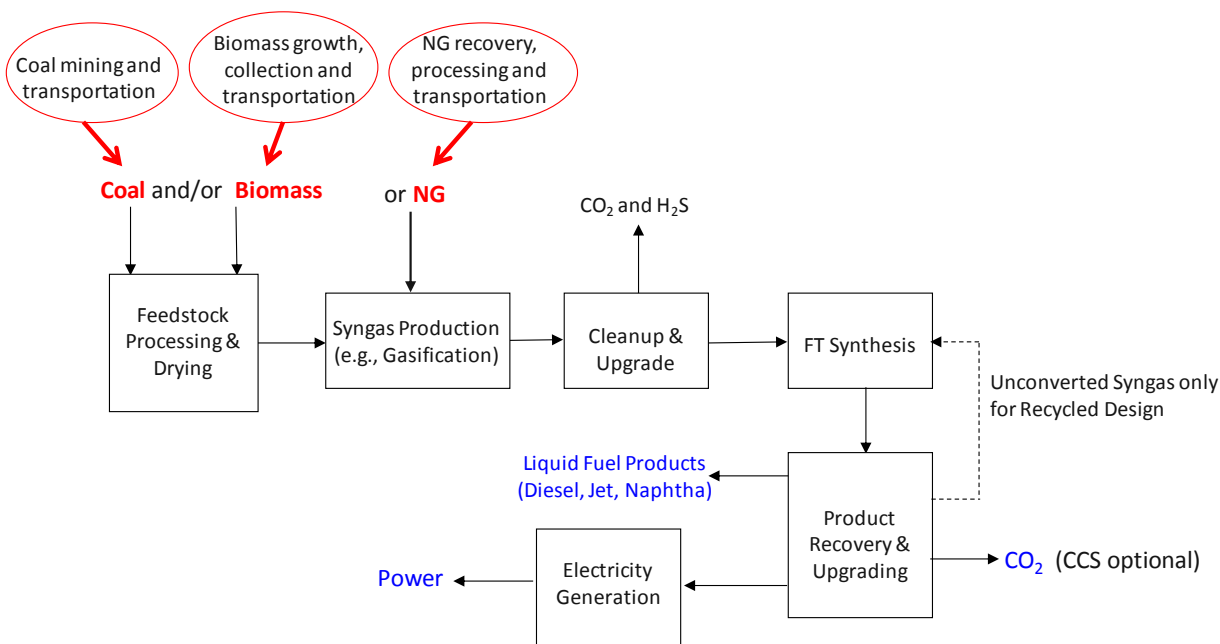 Coal mining and
transportation
Biomass growth,
collection and
transportation
NG recovery,
processing and
transportation
Coal and/or Biomass
or NG
CO₂ and H₂S
Feedstock
Processing &
Drying
Syngas Production
(e.g., Gasification)
Cleanup &
Upgrade
FT Synthesis
Unconverted Syngas only
for Recycled Design
Liquid Fuel Products
(Diesel, Jet, Naphtha)
Product
Recovery &
Upgrading
CO₂ (CCS optional)
Electricity
Generation
Power